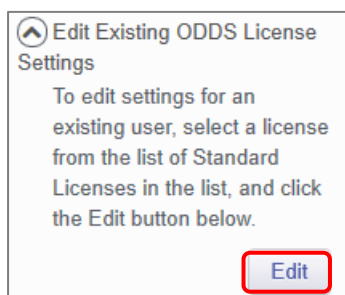 Edit Existing ODDS License
Settings
To edit settings for an
existing user, select a license
from the list of Standard
Licenses in the list, and click
the Edit button below.
Edit